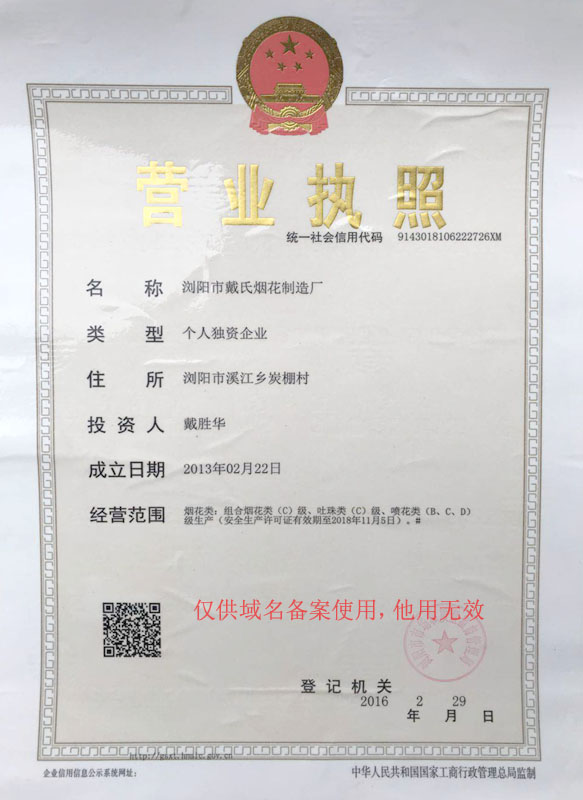 营业执照
统一社会信用代码 9143018106222726XM
名称 浏阳市戴氏烟花制造厂
类型 个人独资企业
住所 浏阳市溪江乡炭棚村
投资人 戴胜华
成立日期 2013年02月22日
经营范围 烟花类：组合烟花类（C）级、吐珠类（C）级、喷花类（B、C、D）
级生产（安全生产许可证有效期至2018年11月5日）。#
仅供域名备案使用，他用无效
登记机关
2016 2 29
年 月 日
企业信用信息公示系统网址：
中华人民共和国国家工商行政管理总局监制